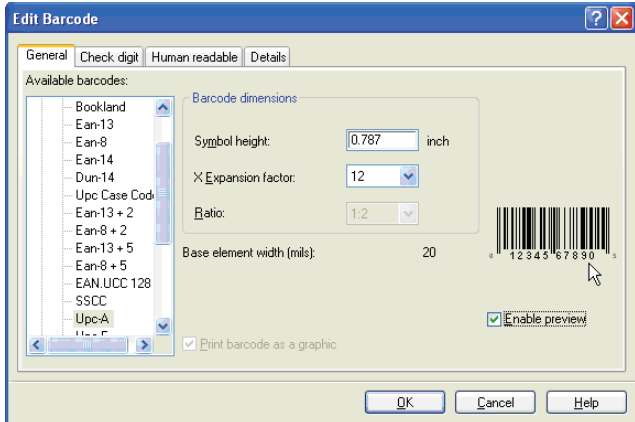 Edit Barcode
General Check digit Human readable Details
Available barcodes:
Bookland
Ean-13
Ean-8
Ean-14
Dun-14
Upc Case Cod
Ean-13 + 2
Ean-8 + 2
Ean-13 + 5
Ean-8 + 5
EAN.UCC 128
SSCC
Upc-A
Barcode dimensions
Symbol height: 0.787 inch
X Expansion factor: 12
Ratio: 1:2
Base element width (mils): 20
0 12345 67890 5
Enable preview
Print barcode as a graphic
OK Cancel Help